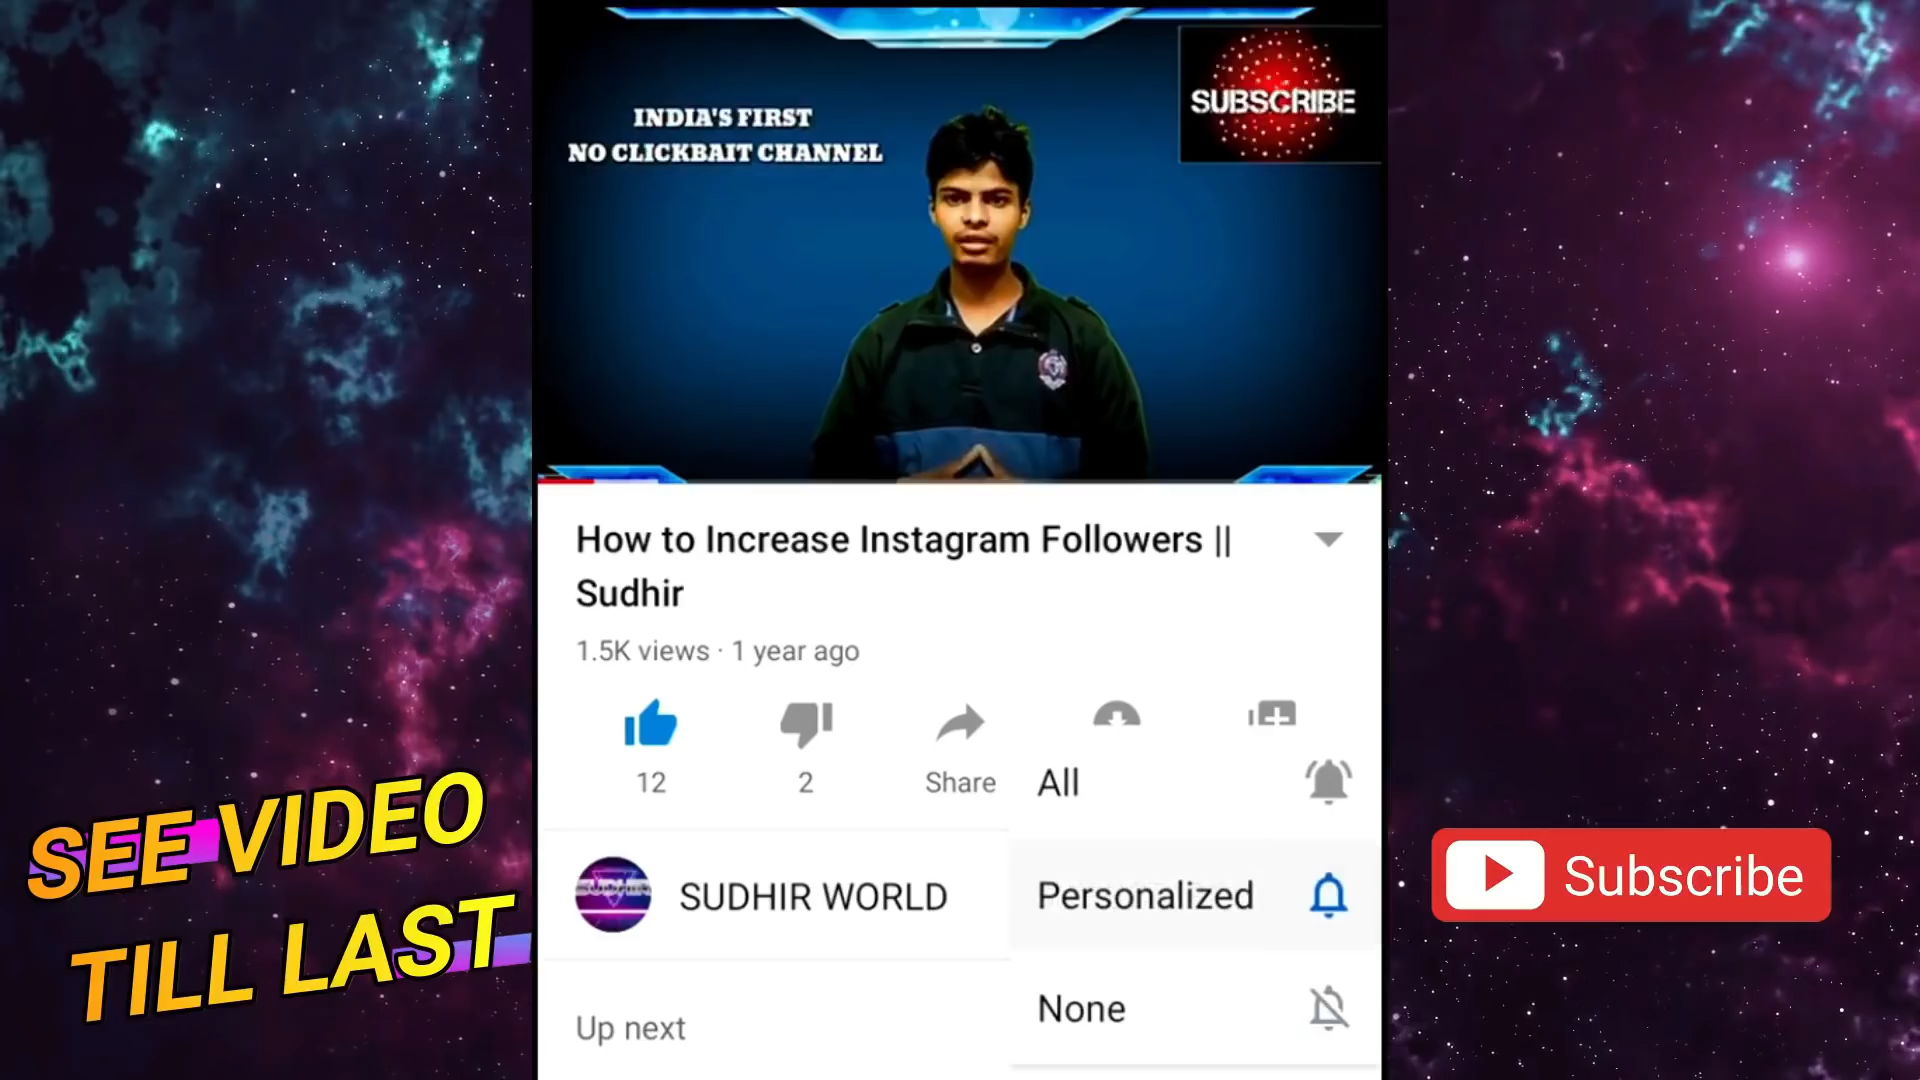 INDIA'S FIRST
NO CLICKBAIT CHANNEL
SUBSCRIBE
How to Increase Instagram Followers ||
Sudhir
1.5K views · 1 year ago
12
2
Share
All
SUDHIR WORLD
Personalized
None
Up next
SEE VIDEO
TILL LAST
Subscribe